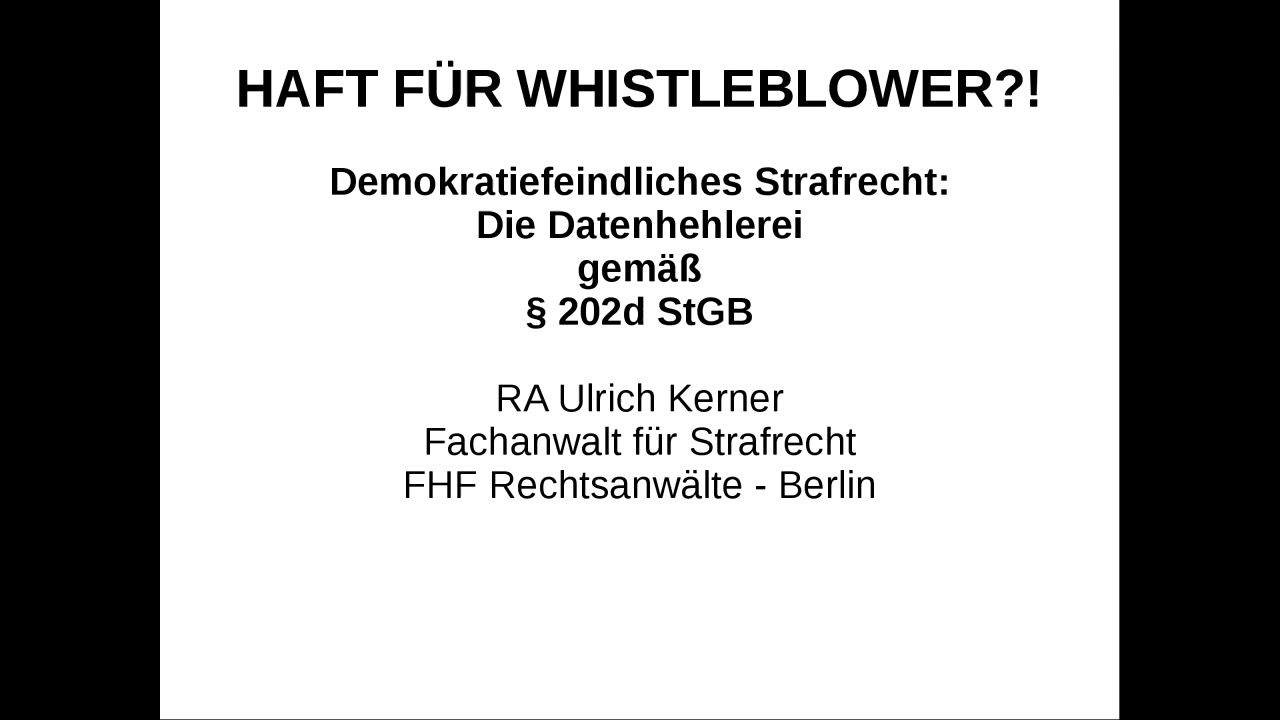 HAFT FÜR WHISTLEBLOWER?!
Demokratiefeindliches Strafrecht:
Die Datenhehlerei
gemäß
§ 202d StGB
RA Ulrich Kerner
Fachanwalt für Strafrecht
FHF Rechtsanwälte - Berlin